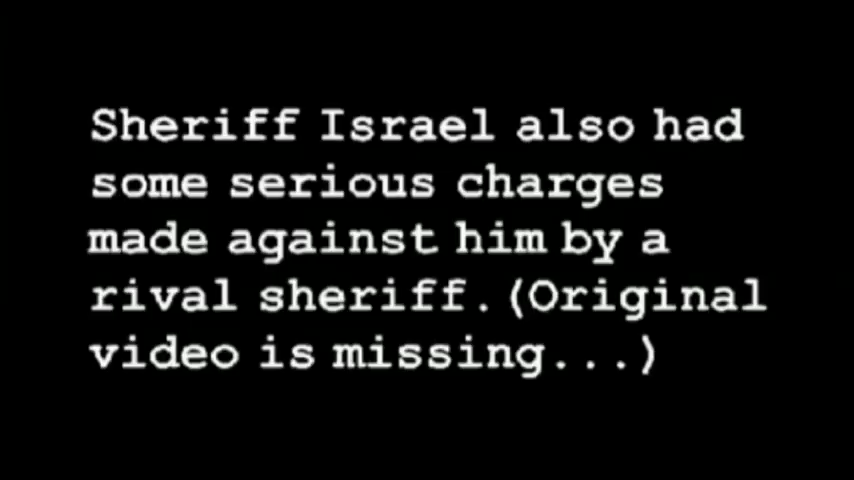 Sheriff Israel also had
some serious charges
made against him by a
rival sheriff.(Original
video is missing...)